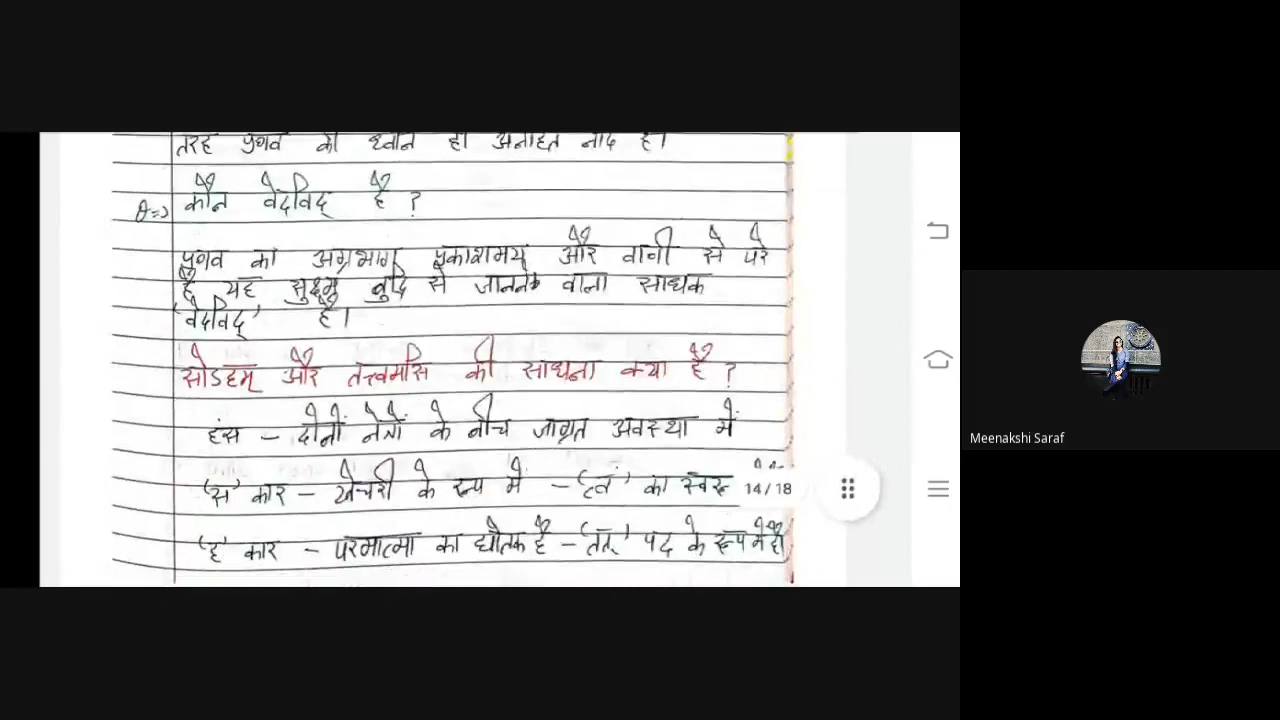 तरह प्रणव की ध्वनि ही अनाहत नाद है।
कौन वेदविद् है ?
प्रणव का अग्रभाग प्रकाशमय और वाणी से परे
है यह सुक्ष्म बुद्धि से जानने वाला साधक
'वेदविद्' है।
सोडहम् और तत्त्वमसि की साधना क्या है ?
हंस – दोनों नेत्रों के बीच जाग्रत अवस्था में
'स' कार – खेचरी के रूप में – 'त्वं' का स्वरू
14/18
'ह' कार – परमात्मा का द्यौतक है – 'तत्' पद के रूप में है।
Meenakshi Saraf